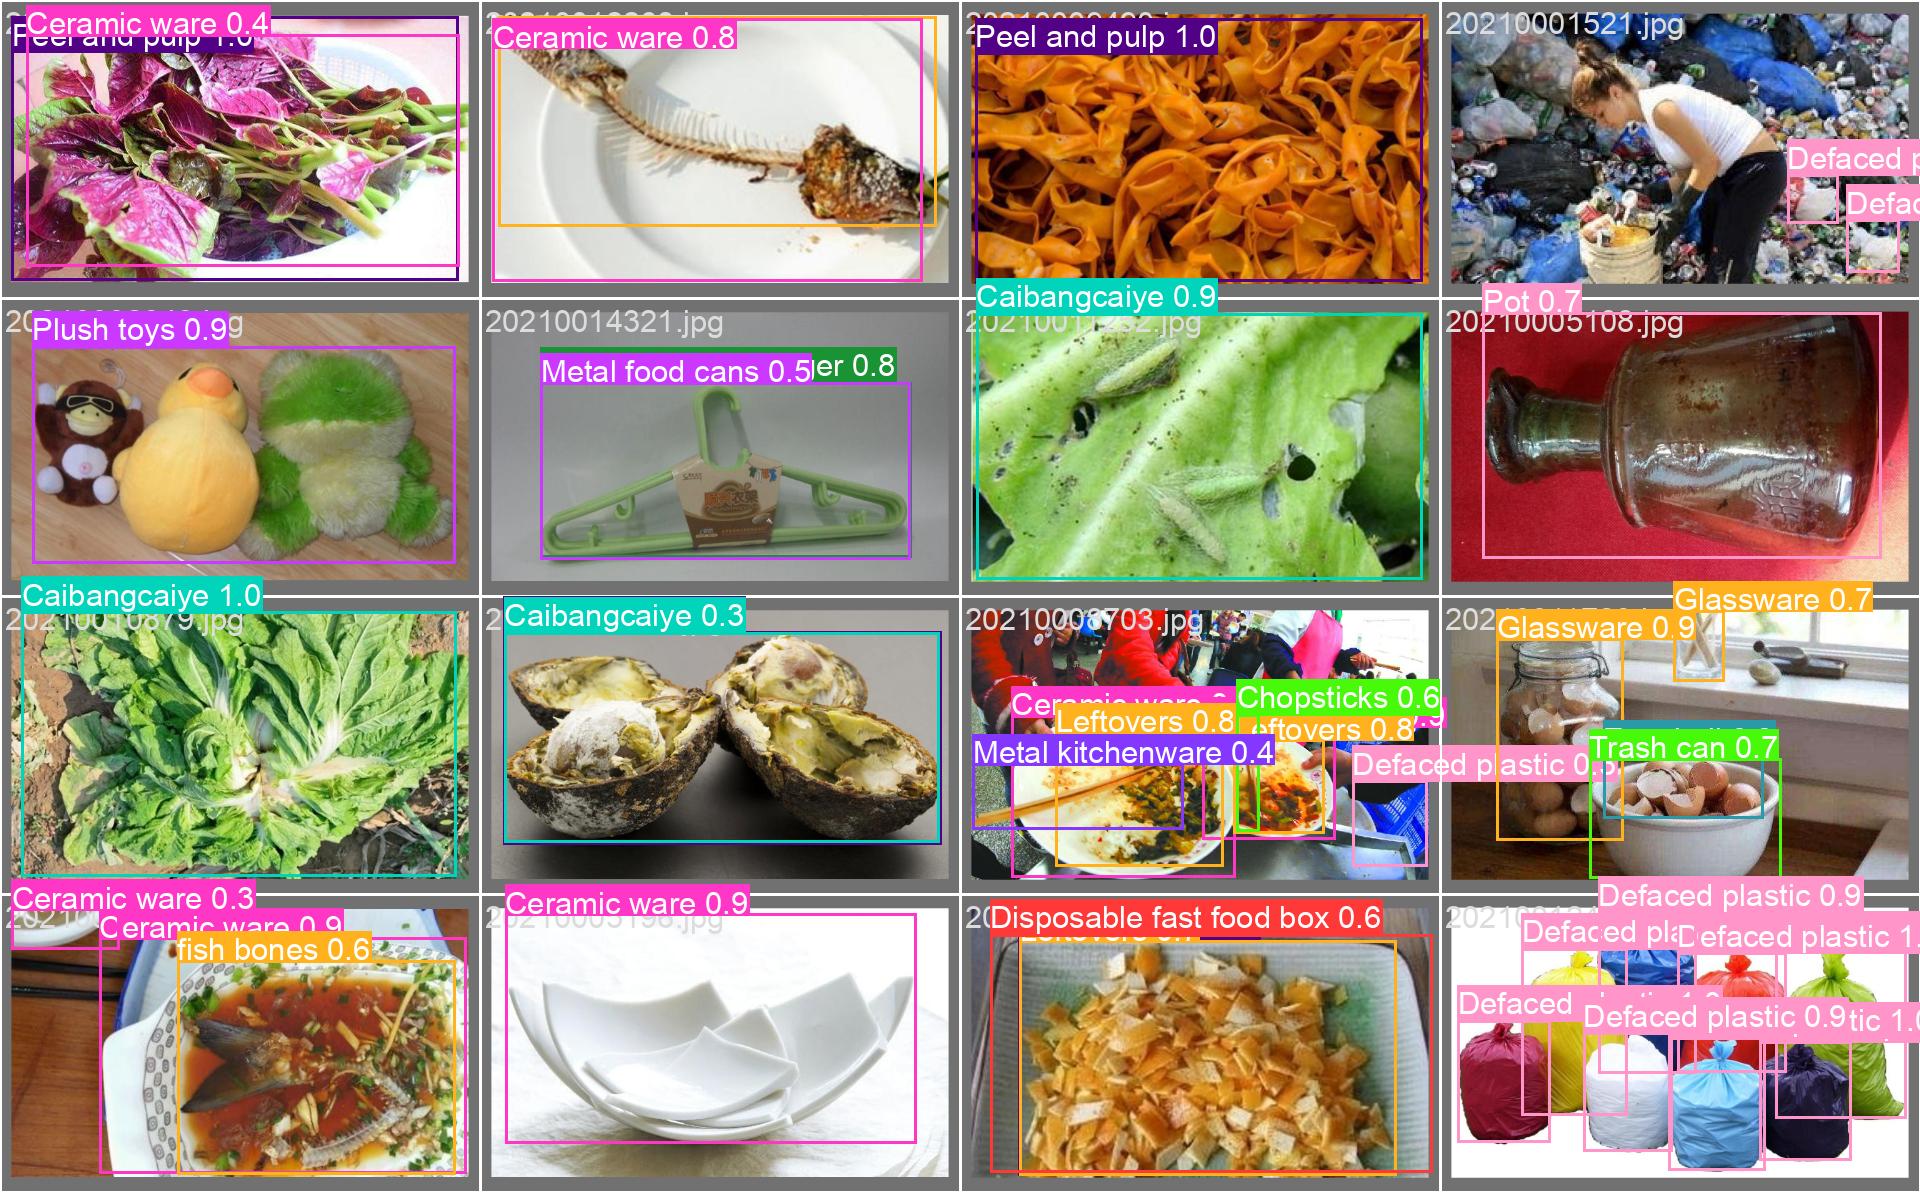 Ceramic ware 0.4
Peel and pulp 1.0
Ceramic ware 0.8
Peel and pulp 1.0
20210001521.jpg
Defaced p
Defac
Plush toys 0.9
20210014321.jpg
Metal food cans 0.5
er 0.8
Caibangcaiye 0.9
Pot 0.7
20210005108.jpg
Caibangcaiye 1.0
20210010879.jpg
Caibangcaiye 0.3
20210008703.jpg
Ceramic ware
Chopsticks 0.6
Leftovers 0.8
eftovers 0.8
Metal kitchenware 0.4
Defaced plastic 0.
Glassware 0.7
Glassware 0.9
Trash can 0.7
Ceramic ware 0.3
Ceramic ware 0.9
fish bones 0.6
Ceramic ware 0.9
Disposable fast food box 0.6
Defaced plastic 0.9
Defaced pla
Defaced plastic 1.
Defaced
Defaced plastic 0.9
tic 1.0